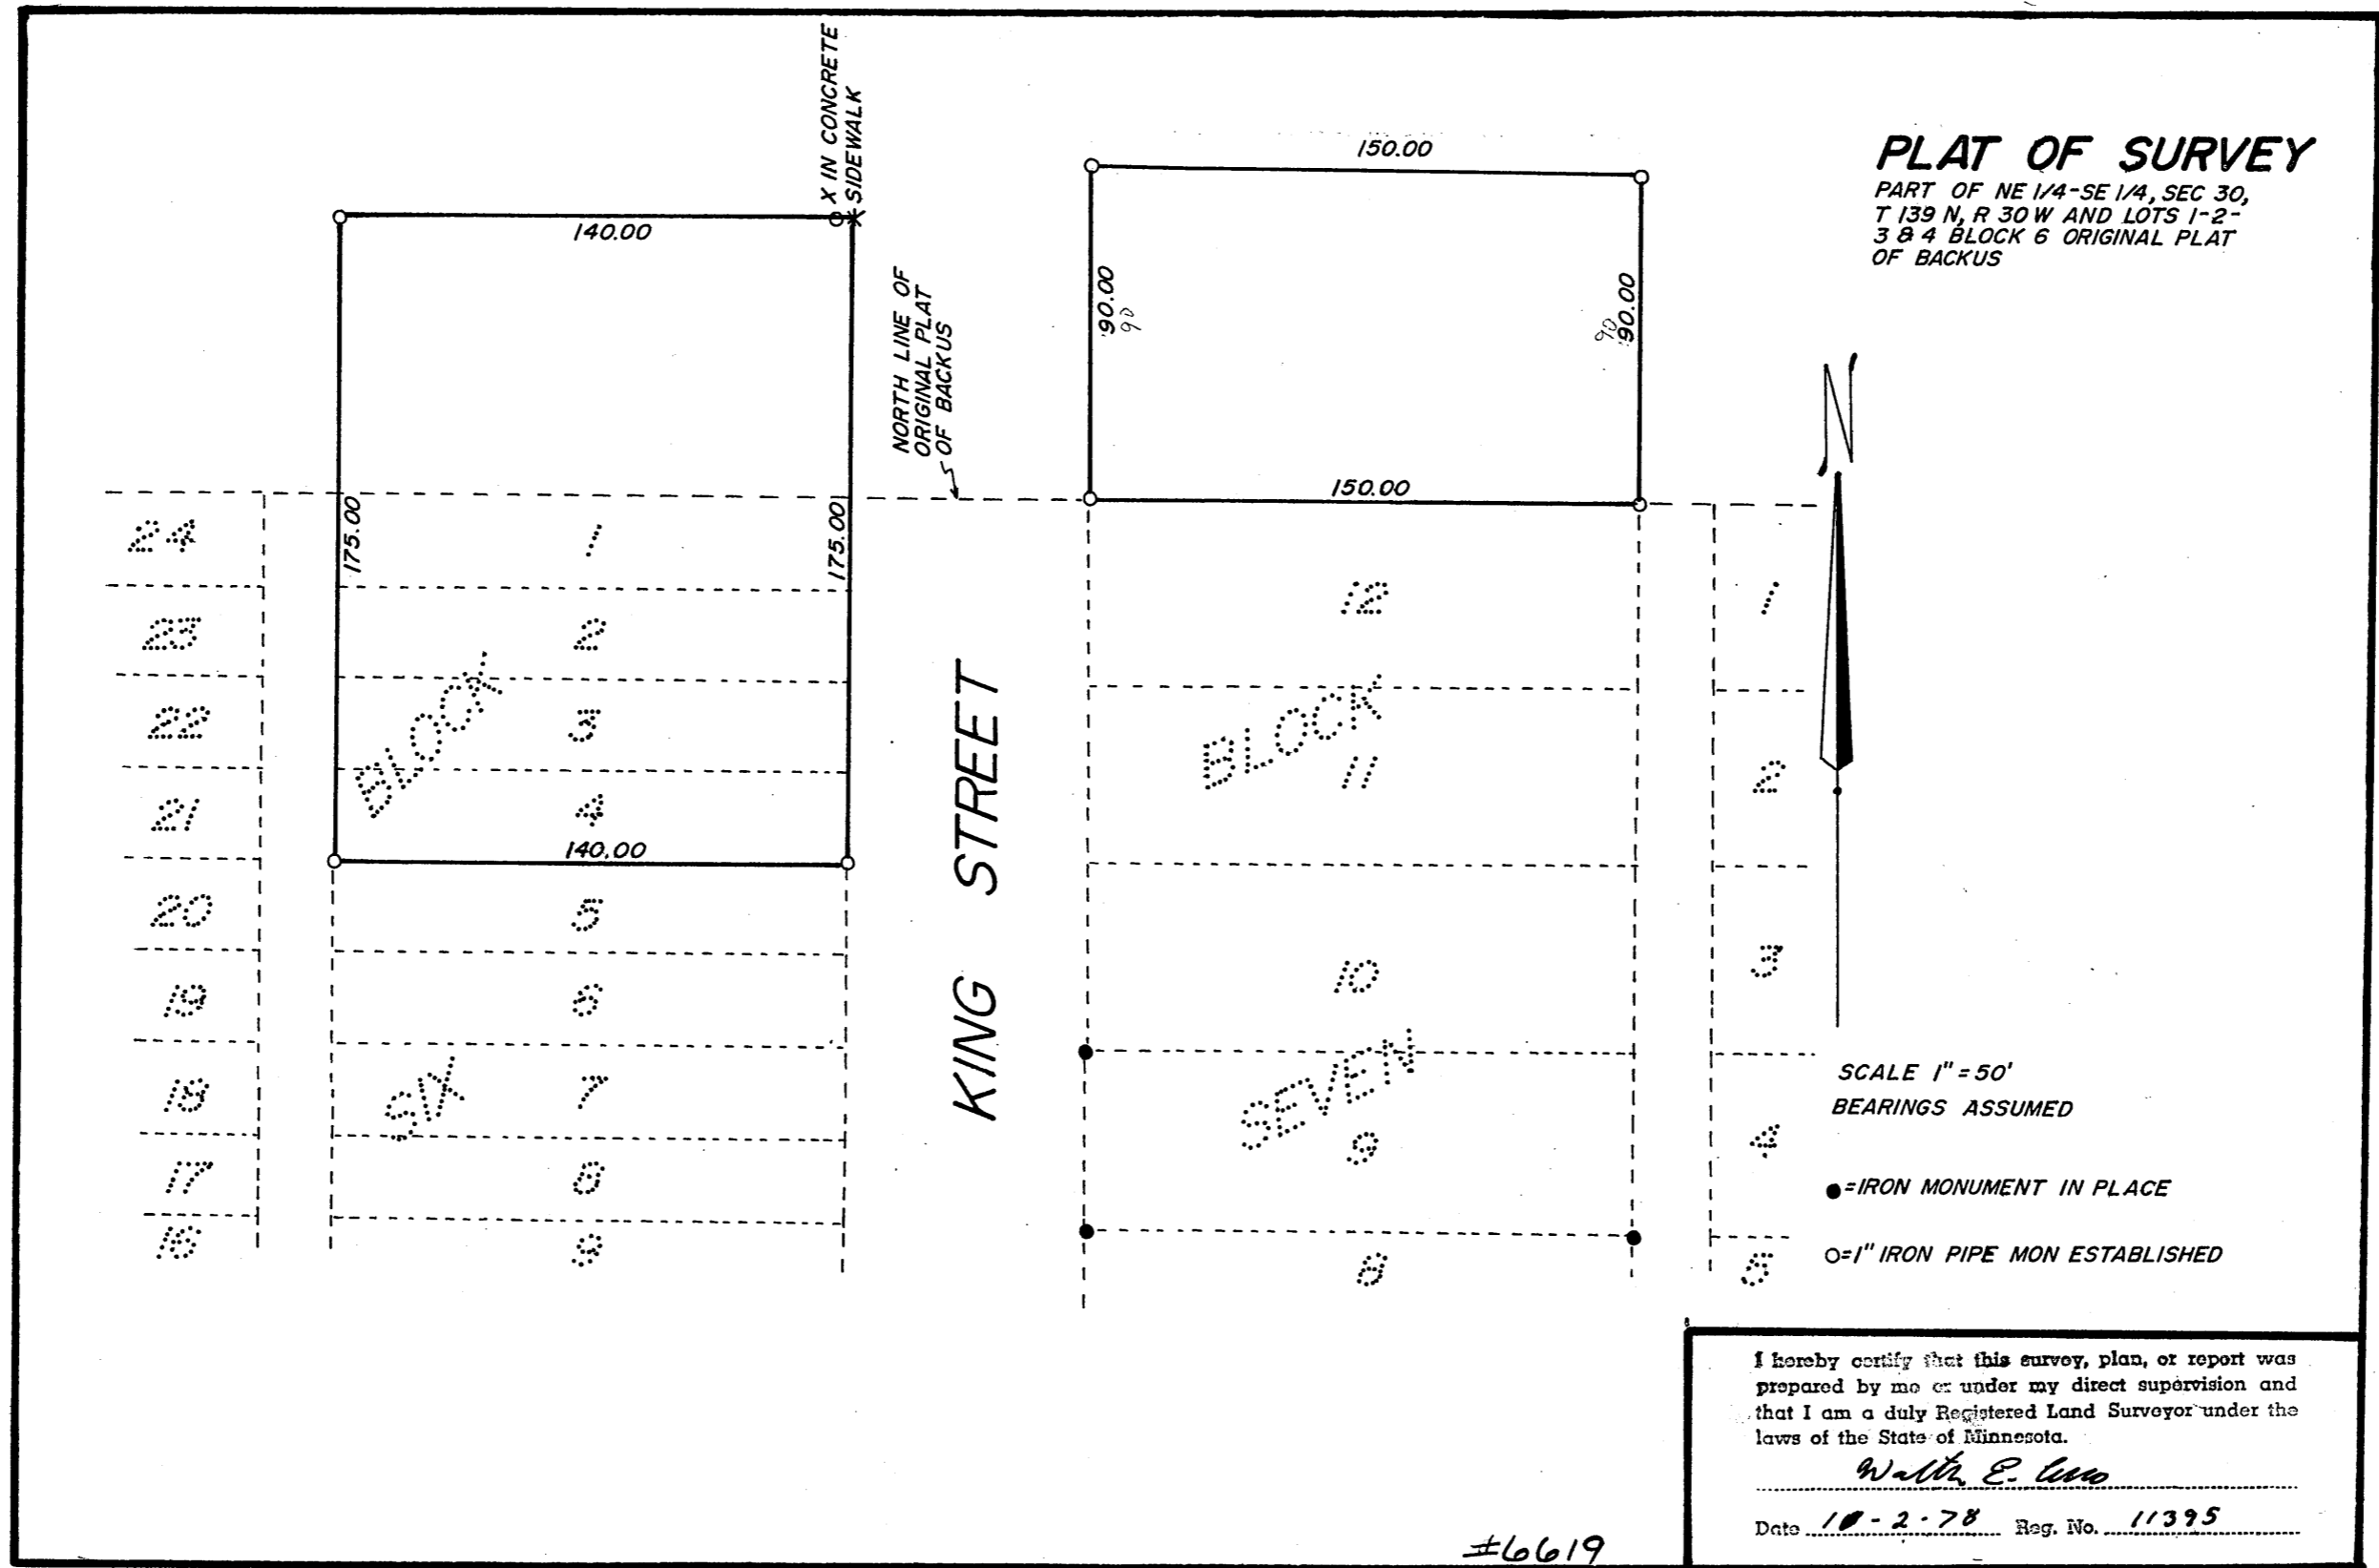 X IN CONCRETE
SIDEWALK
150.00
PLAT OF SURVEY
PART OF NE 1/4-SE 1/4, SEC 30,
T 139 N, R 30 W AND LOTS 1-2-
3 & 4 BLOCK 6 ORIGINAL PLAT
OF BACKUS
140.00
NORTH LINE OF
ORIGINAL PLAT
OF BACKUS
90.00
90
90
90.00
N
150.00
175.00
175.00
24
23
22
21
20
19
18
17
16
1
2
3
4
140.00
5
6
7
8
9
BLOCK
SIX
KING STREET
12
11
10
9
8
BLOCK
SEVEN
1
2
3
4
5
SCALE 1" = 50'
BEARINGS ASSUMED
●=IRON MONUMENT IN PLACE
O=1" IRON PIPE MON ESTABLISHED
I hereby certify that this survey, plan, or report was
prepared by me or under my direct supervision and
that I am a duly Registered Land Surveyor under the
laws of the State of Minnesota.
E.
Date 10-2-78 Reg. No. 11395
#6619